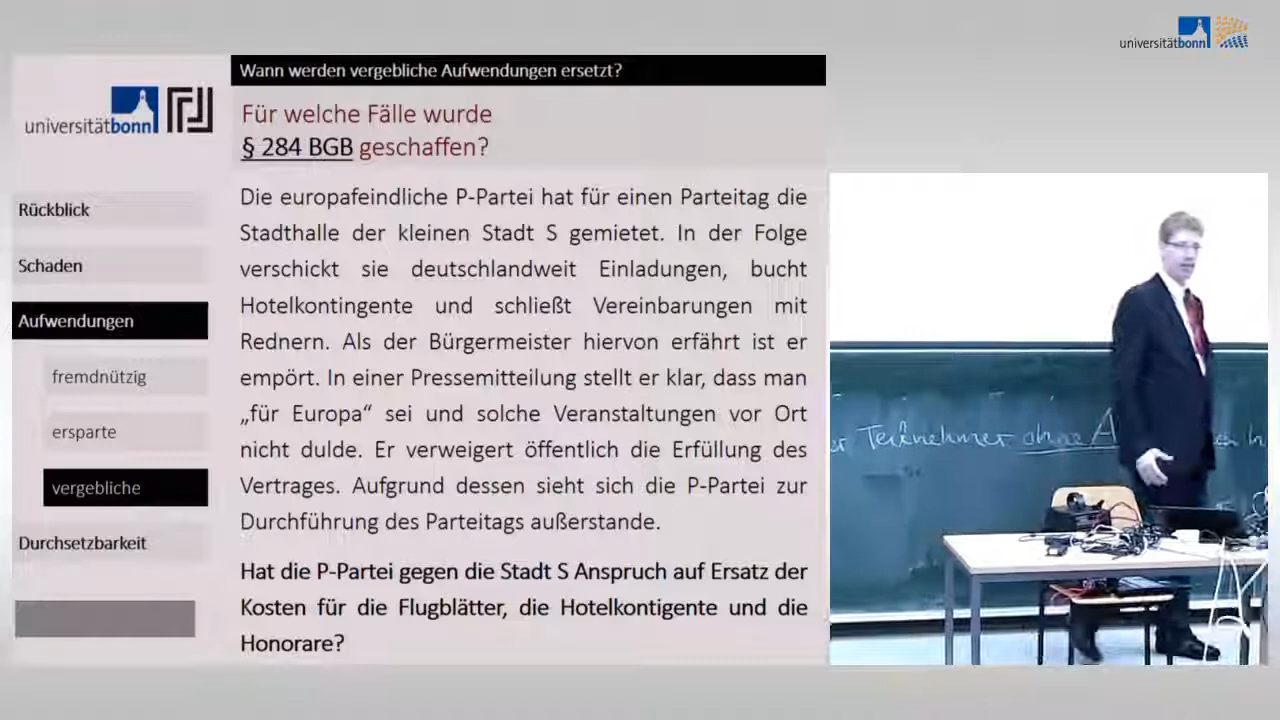 universitätbonn
Wann werden vergebliche Aufwendungen ersetzt?
universitätbonn
Für welche Fälle wurde
§ 284 BGB geschaffen?
Rückblick
Schaden
Aufwendungen
fremdnützig
ersparte
vergebliche
Durchsetzbarkeit
Die europafeindliche P-Partei hat für einen Parteitag die
Stadthalle der kleinen Stadt S gemietet. In der Folge
verschickt sie deutschlandweit Einladungen, bucht
Hotelkontingente und schließt Vereinbarungen mit
Rednern. Als der Bürgermeister hiervon erfährt ist er
empört. In einer Pressemitteilung stellt er klar, dass man
„für Europa“ sei und solche Veranstaltungen vor Ort
nicht dulde. Er verweigert öffentlich die Erfüllung des
Vertrages. Aufgrund dessen sieht sich die P-Partei zur
Durchführung des Parteitags außerstande.
Hat die P-Partei gegen die Stadt S Anspruch auf Ersatz der
Kosten für die Flugblätter, die Hotelkontigente und die
Honorare?
er Teilnehmer ohne A